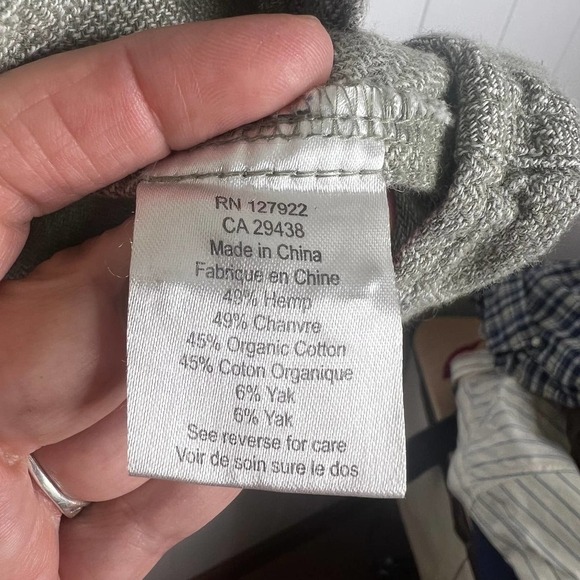 RN 127922
CA 29438
Made in China
Fabrique en Chine
49% Hemp
49% Chanvre
45% Organic Cotton
45% Coton Organique
6% Yak
6% Yak
See reverse for care
Voir de soin sure le dos